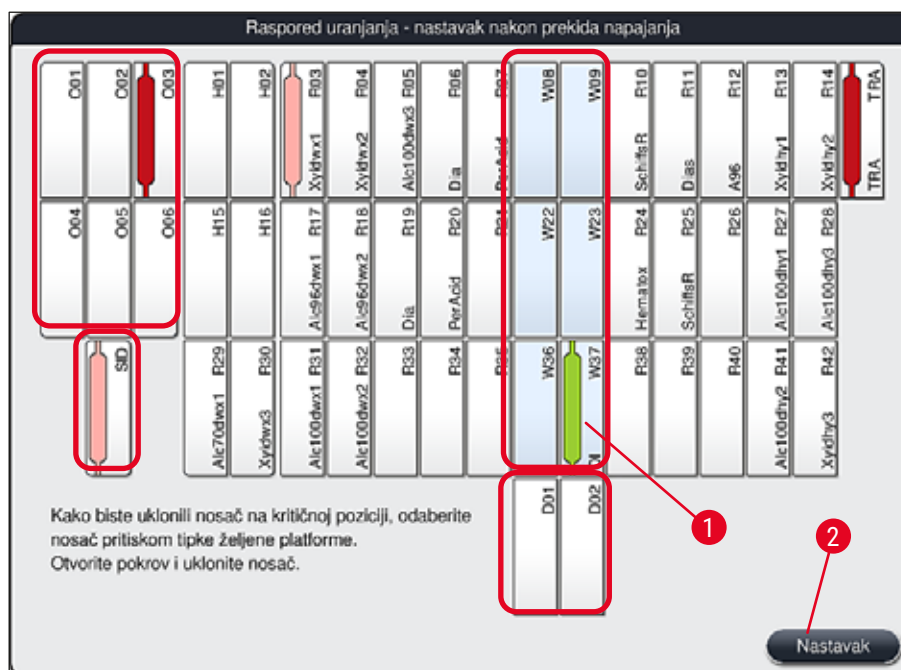 Raspored uranjanja - nastavak nakon prekida napajanja
O01
O02
O03
H01
H02
R03 Xyldwx1
R04 Xyldwx2
R05 Alc100dwx3
R06 Dia
R07 PerAcid
W08
W09
R10 SchiffsR
R11 Dias
R12 A96
R13 Xyldhy1
R14 Xyldhy2
TRA TRA
O04
O05
O06
H15
H16
R17 Alc96dwx1
R18 Alc96dwx2
R19 Dia
R20 PerAcid
R21
W22
W23
R24 Hematox
R25 SchiffsR
R26
R27 Alc100dhy1
R28 Alc100dhy3
SID
R29 Alc70dwx1
R30 Xyldwx3
R31 Alc100dwx1
R32 Alc100dwx2
R33
R34
R35
W36
W37 DI
R38
R39
R40
R41 Alc100dhy2
R42 Xyldhy3
D01
D02
Kako biste uklonili nosač na kritičnoj poziciji, odaberite
nosač pritiskom tipke željene platforme.
Otvorite pokrov i uklonite nosač.
1
2
Nastavak